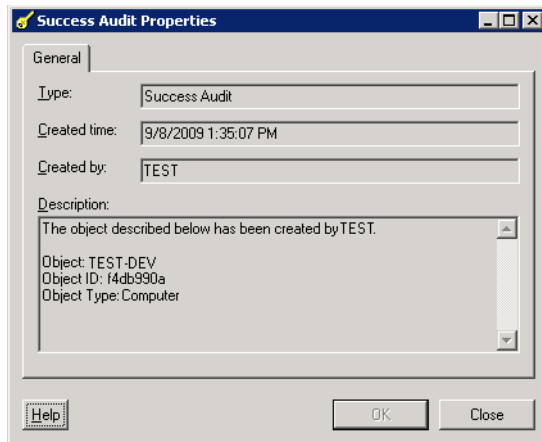 Success Audit Properties
General
Type: Success Audit
Created time: 9/8/2009 1:35:07 PM
Created by: TEST
Description:
The object described below has been created byTEST.
Object: TEST-DEV
Object ID: f4db990a
Object Type:Computer
Help OK Close